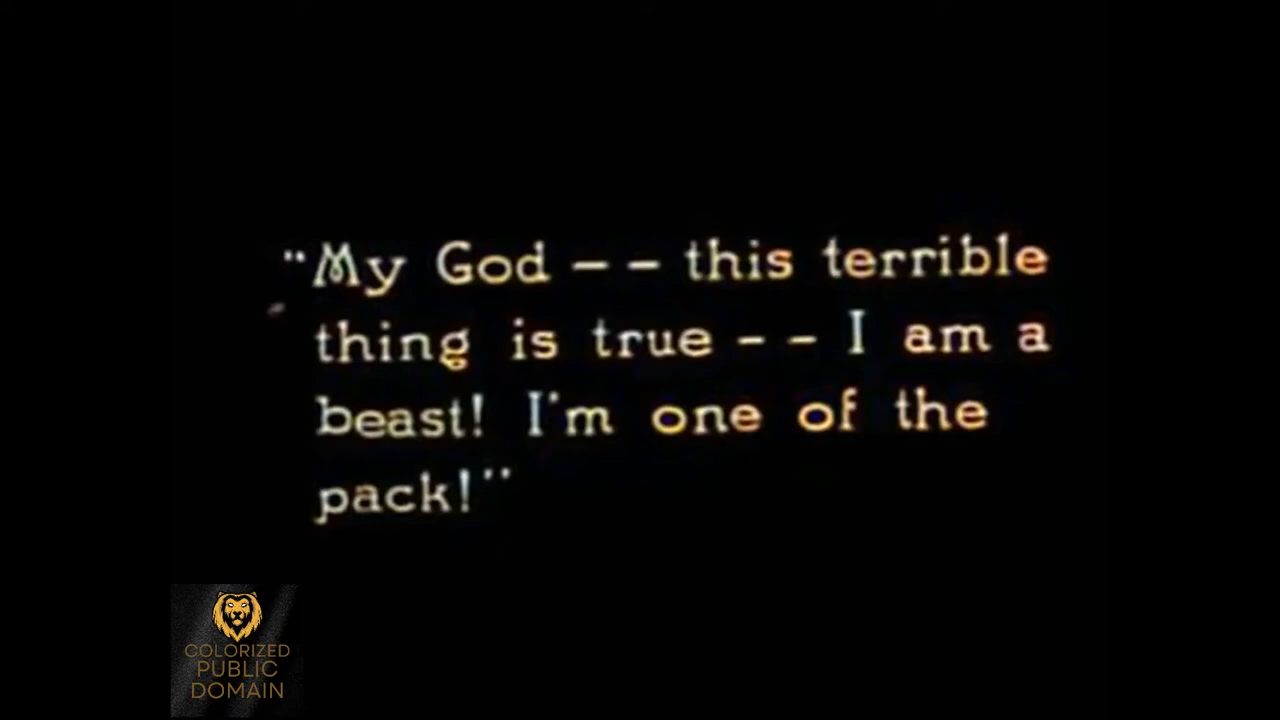 "My God -- this terrible
thing is true -- I am a
beast! I'm one of the
pack!"
COLORIZED
PUBLIC
DOMAIN